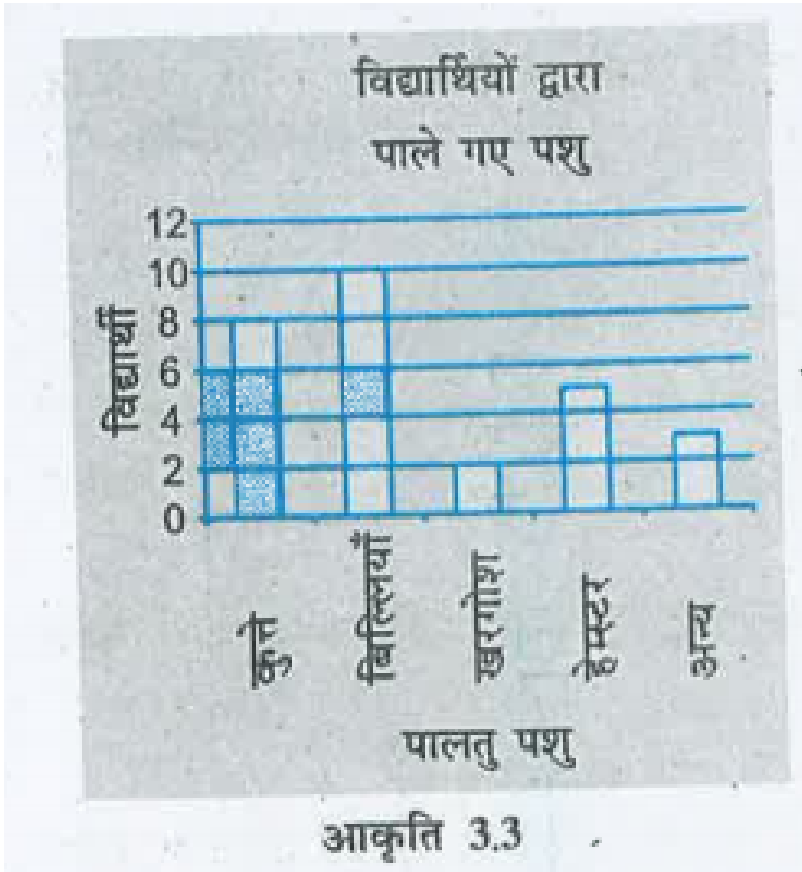 विद्यार्थियों द्वारा
पाले गए पशु
विद्यार्थी
12
10
8
6
4
2
0
कुत्ते
बिल्लियाँ
खरगोश
हेम्स्टर
अन्य
पालतु पशु
आकृति 3.3